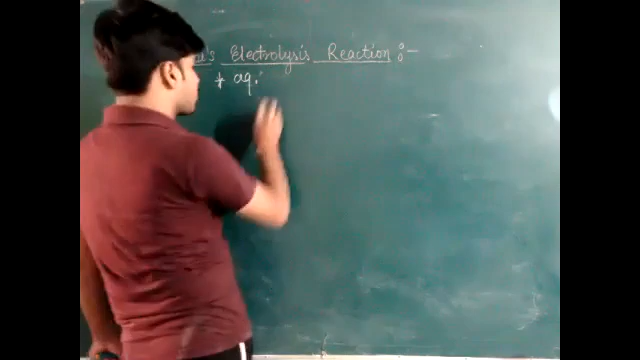 's Electrolysis Reaction :-
* aq.